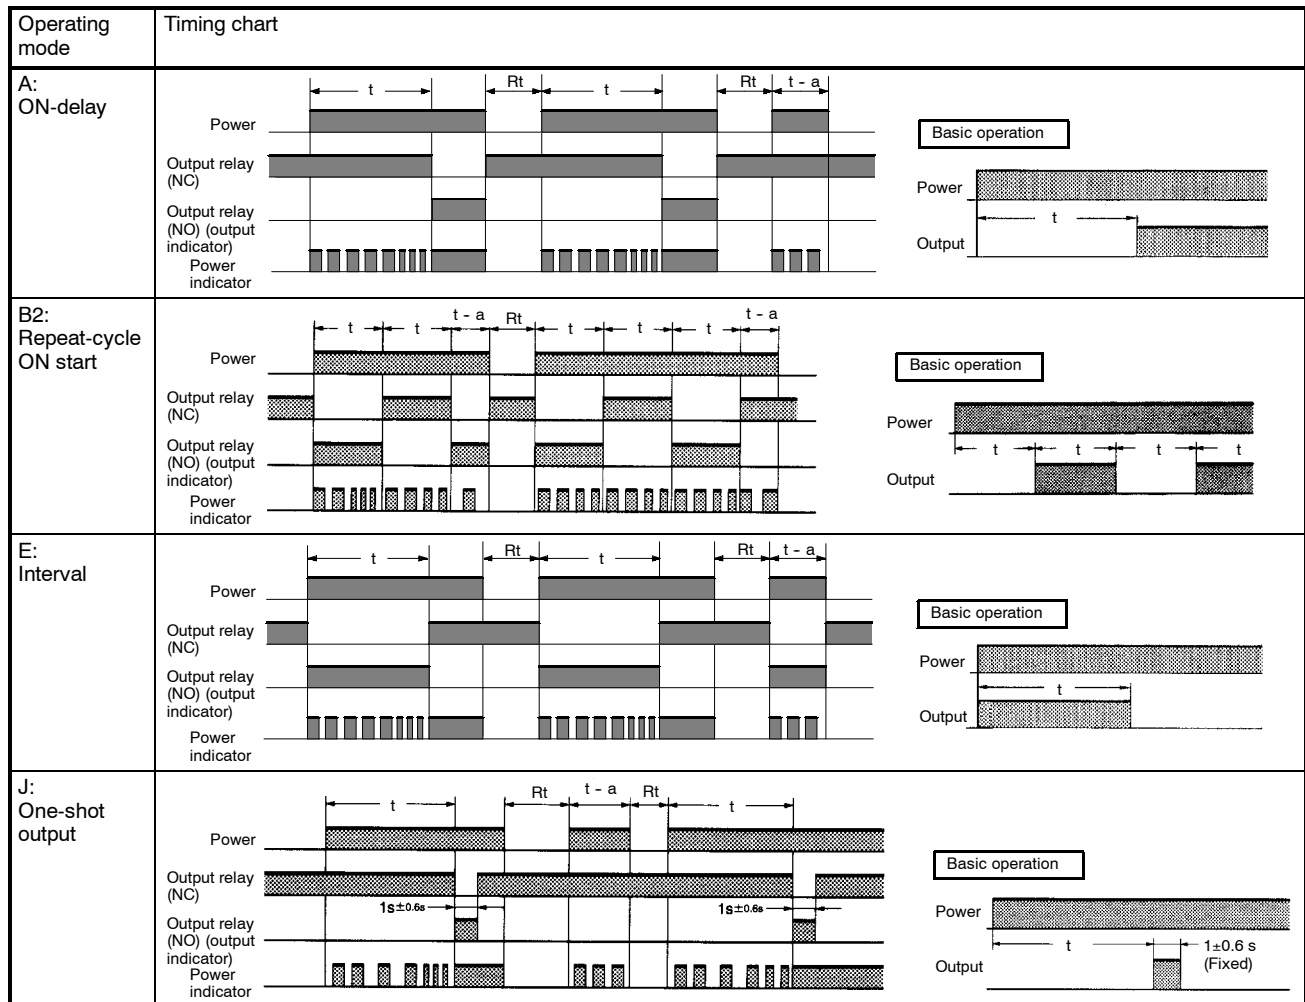 Operating
mode
Timing chart
A:
ON-delay
t
Rt
t
Rt
t - a
Power
Output relay
(NC)
Output relay
(NO) (output
indicator)
Power
indicator
Basic operation
Power
t
Output
B2:
Repeat-cycle
ON start
t
t
t - a
Rt
t
t
t
t - a
Power
Output relay
(NC)
Output relay
(NO) (output
indicator)
Power
indicator
Basic operation
Power
t
t
t
t
Output
E:
Interval
t
Rt
t
Rt
t - a
Power
Output relay
(NC)
Output relay
(NO) (output
indicator)
Power
indicator
Basic operation
Power
t
Output
J:
One-shot
output
t
Rt
t - a
Rt
t
Power
Output relay
(NC)
1s±0.6s
1s±0.6s
Output relay
(NO) (output
indicator)
Power
indicator
Basic operation
Power
t
1±0.6 s
(Fixed)
Output